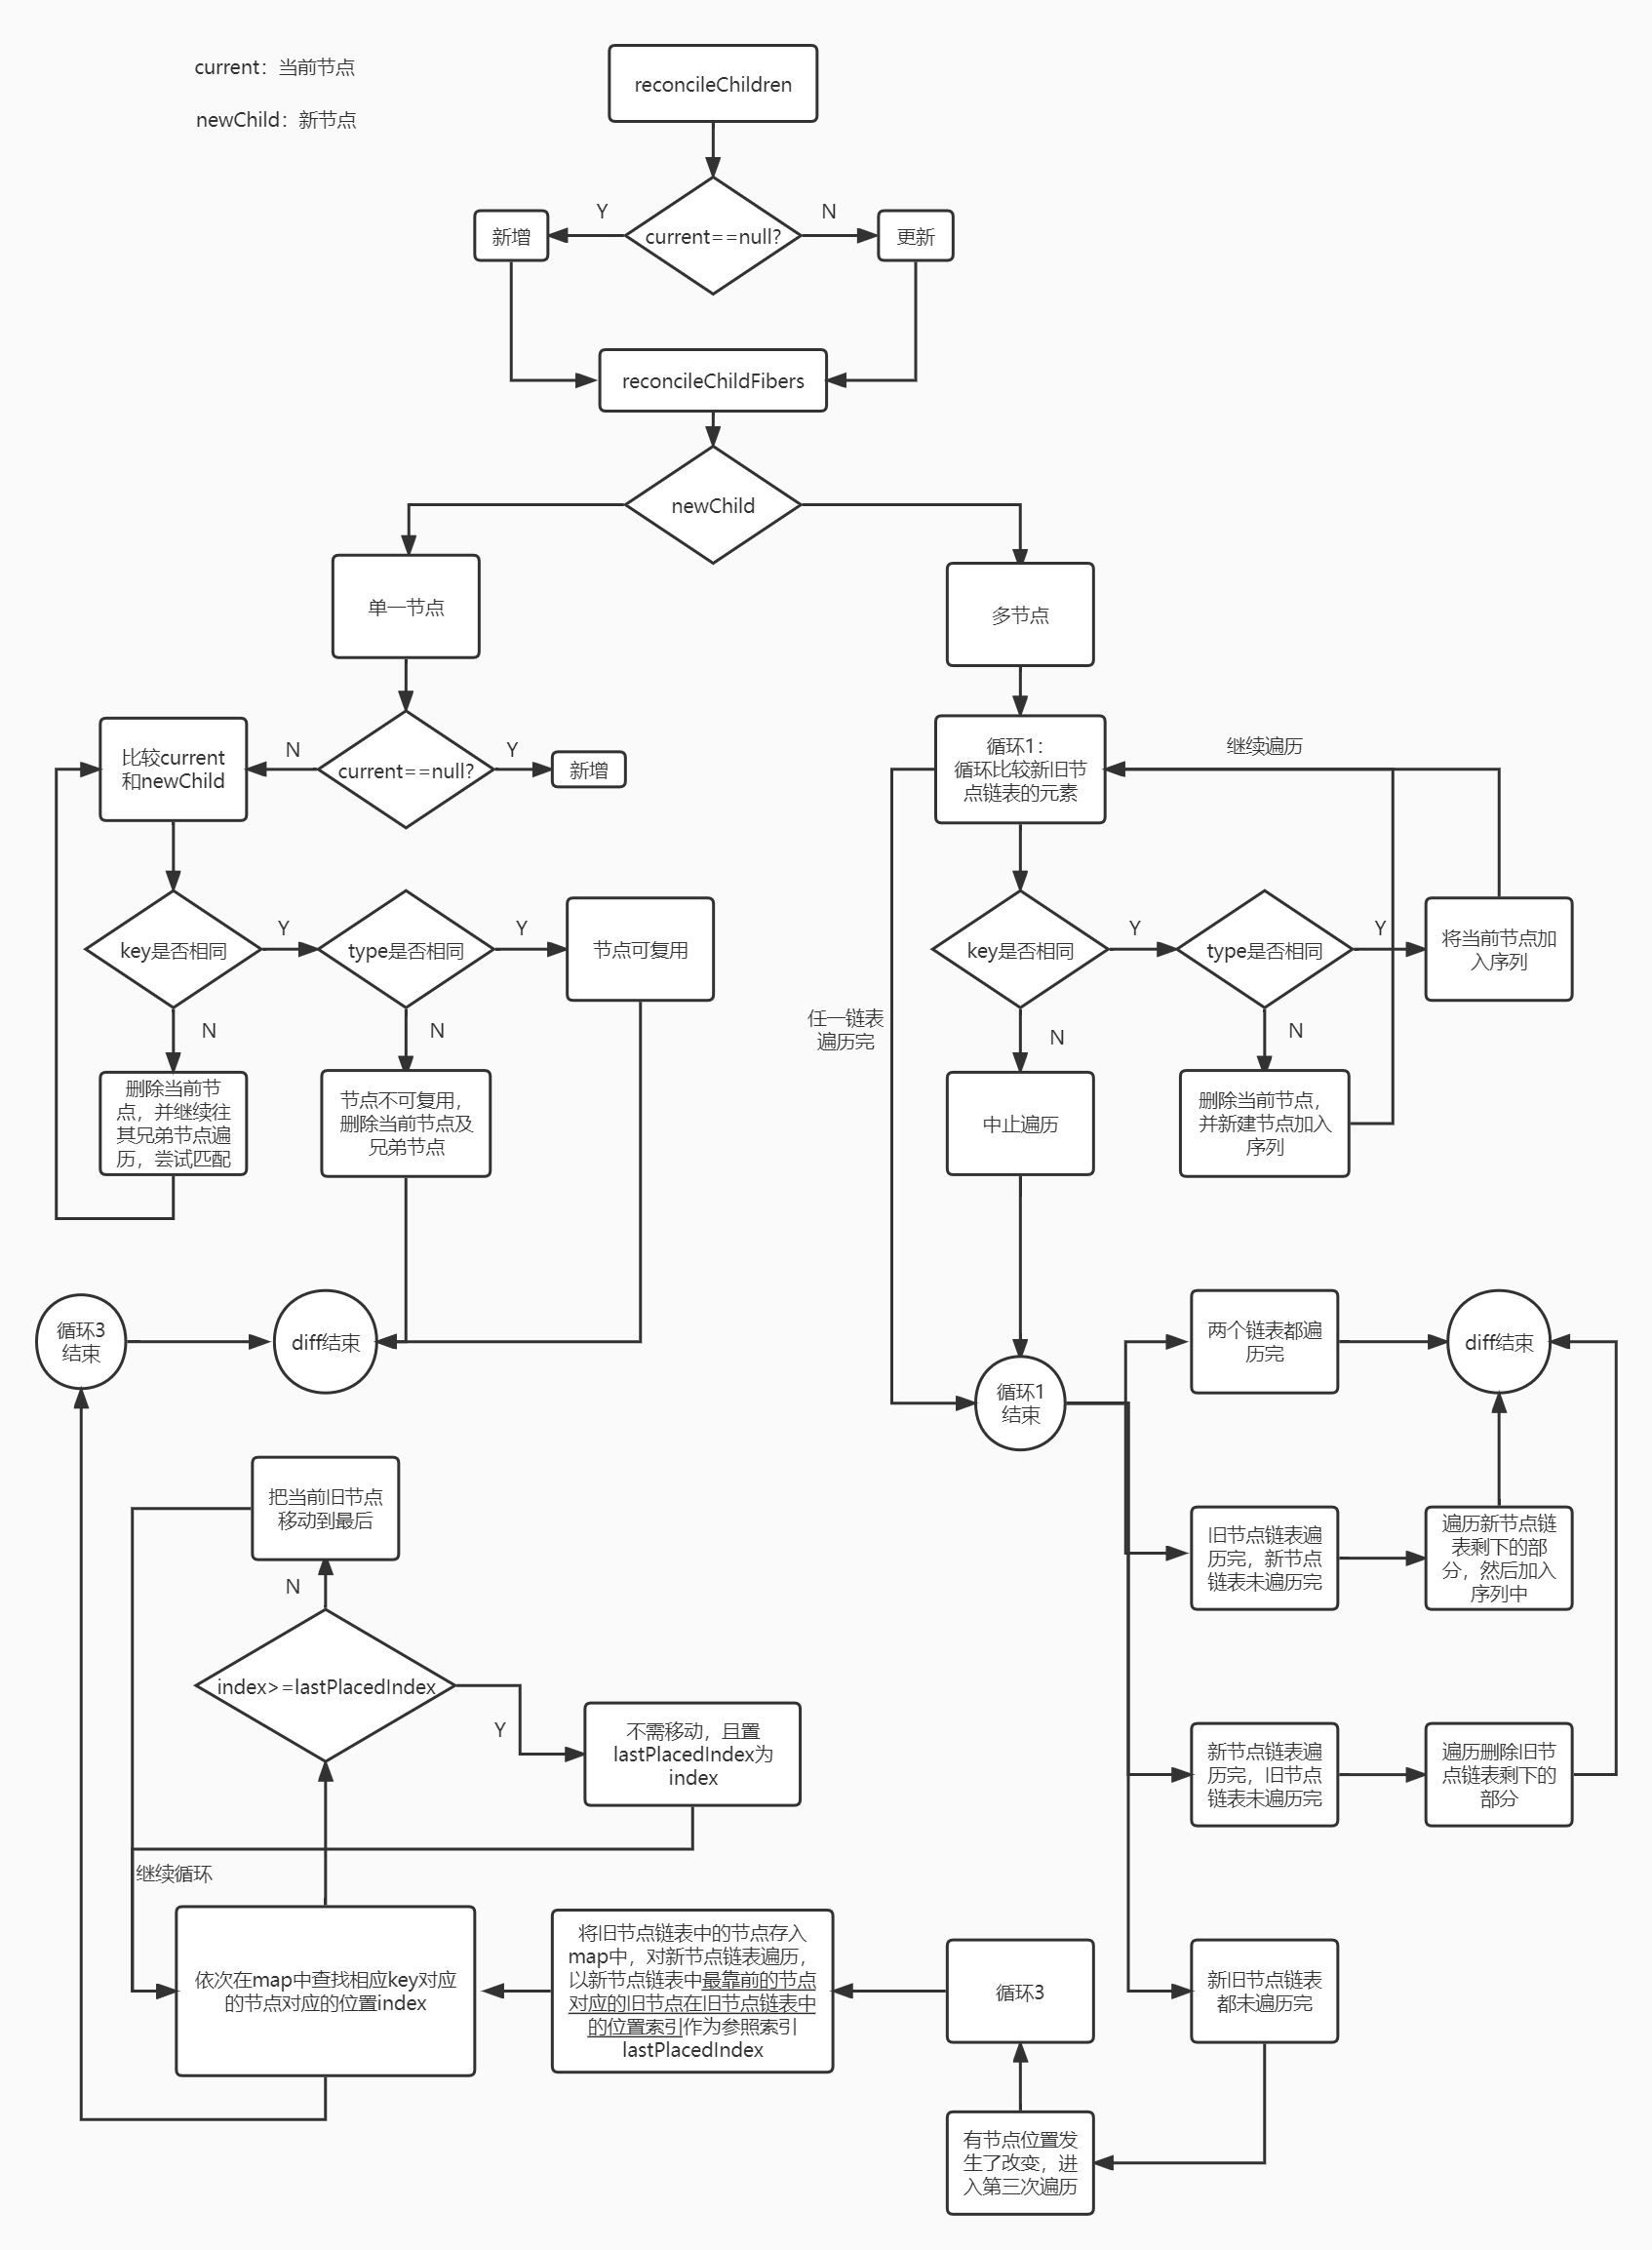 current：当前节点
newChild：新节点
reconcileChildren
current==null?
Y
N
新增
更新
reconcileChildFibers
newChild
单一节点
多节点
current==null?
N
Y
新增
比较current
和newChild
key是否相同
Y
type是否相同
Y
节点可复用
N
N
删除当前节
点，并继续往
其兄弟节点遍
历，尝试匹配
节点不可复用，
删除当前节点及
兄弟节点
循环1：
循环比较新旧节
点链表的元素
继续遍历
key是否相同
Y
type是否相同
Y
将当前节点加
入序列
任一链表
遍历完
N
N
中止遍历
删除当前节点，
并新建节点加入
序列
循环3
结束
diff结束
循环1
结束
两个链表都遍
历完
diff结束
旧节点链表遍
历完，新节点
链表未遍历完
遍历新节点链
表剩下的部
分，然后加入
序列中
新节点链表遍
历完，旧节点
链表未遍历完
遍历删除旧节
点链表剩下的
部分
新旧节点链表
都未遍历完
有节点位置发
生了改变，进
入第三次遍历
循环3
将旧节点链表中的节点存入
map中，对新节点链表遍历，
以新节点链表中最靠前的节点
对应的旧节点在旧节点链表中
的位置索引作为参照索引
lastPlacedIndex
依次在map中查找相应key对应
的节点对应的位置index
继续循环
index>=lastPlacedIndex
Y
不需移动，且置
lastPlacedIndex为
index
N
把当前旧节点
移动到最后